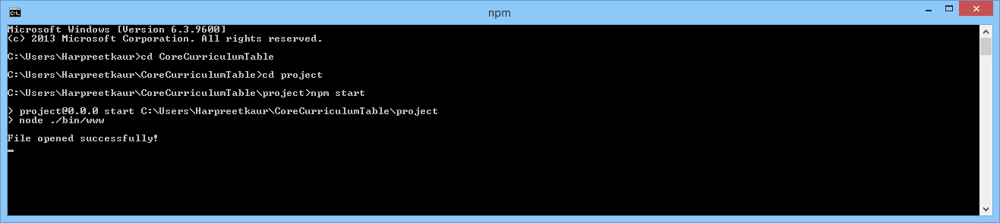 npm
Microsoft Windows [Version 6.3.9600]
(c) 2013 Microsoft Corporation. All rights reserved.
C:\Users\Harpreetkaur>cd CoreCurriculumTable
C:\Users\Harpreetkaur\CoreCurriculumTable>cd project
C:\Users\Harpreetkaur\CoreCurriculumTable\project>npm start
> project@0.0.0 start C:\Users\Harpreetkaur\CoreCurriculumTable\project
> node ./bin/www
File opened successfully!